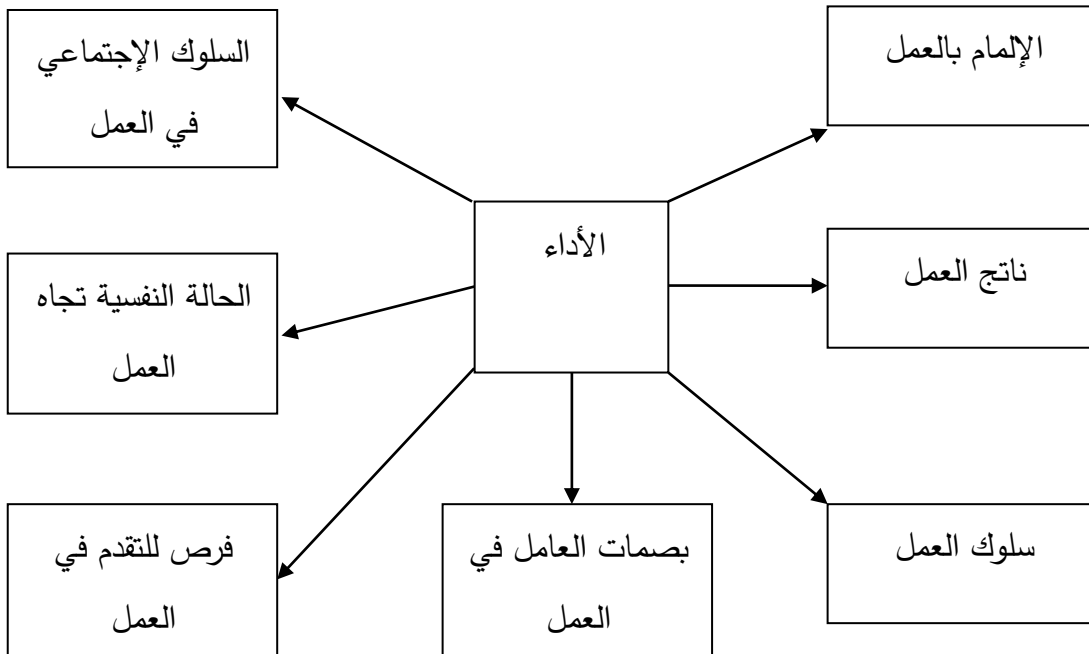 الإلمام بالعمل
السلوك الإجتماعي
في العمل
الأداء
ناتج العمل
الحالة النفسية تجاه
العمل
سلوك العمل
بصمات العامل في
العمل
فرص للتقدم في
العمل